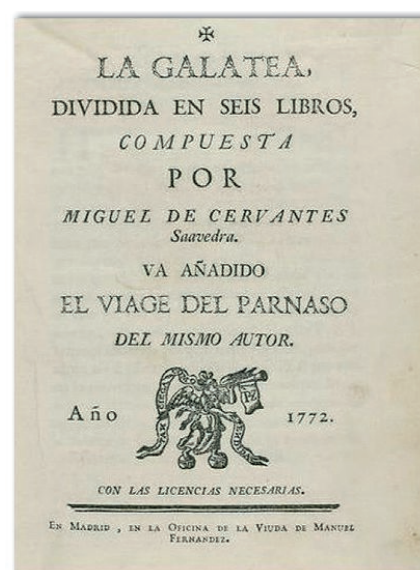 LA GALATEA,
DIVIDIDA EN SEIS LIBROS,
COMPUESTA
POR
MIGUEL DE CERVANTES
Saavedra.
VA AÑADIDO
EL VIAGE DEL PARNASO
DEL MISMO AUTOR.
Año 1772.
CON LAS LICENCIAS NECESARIAS.
EN MADRID, EN LA OFICINA DE LA VIUDA DE MANUEL
FERNANDEZ.